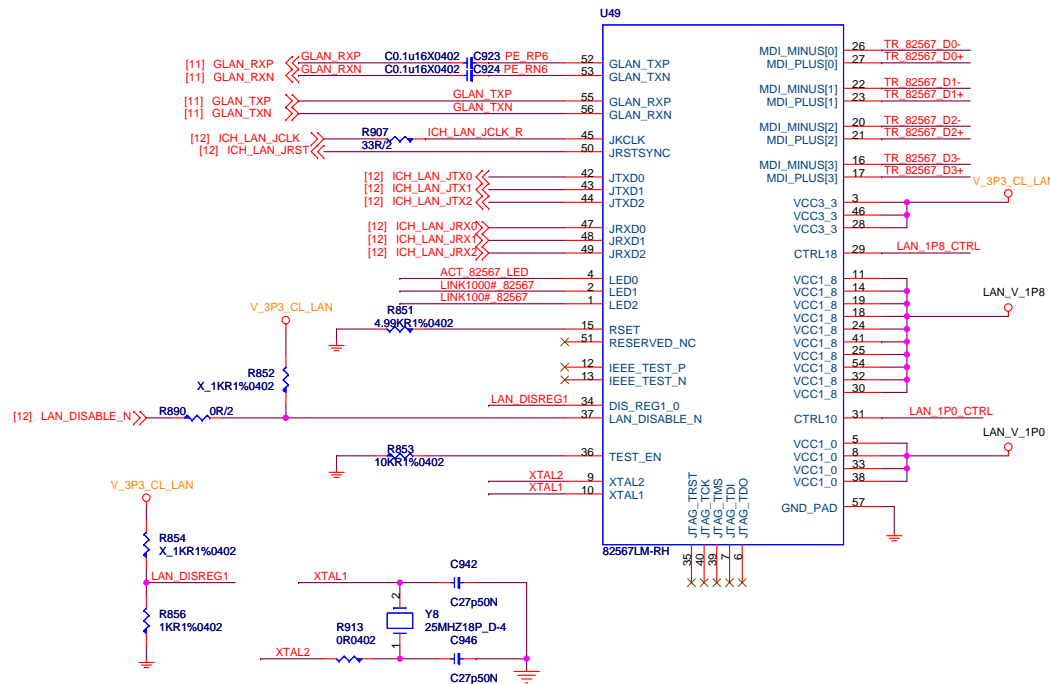 U49
[11] GLAN_RXP GLAN_RXP C0.1u16X0402 C923 PE_RP6 52 GLAN_TXP
[11] GLAN_RXN GLAN_RXN C0.1u16X0402 C924 PE_RN6 53 GLAN_TXN
[11] GLAN_TXP GLAN_TXP 55 GLAN_RXP
[11] GLAN_TXN GLAN_TXN 56 GLAN_RXN
[12] ICH_LAN_JCLK R907 33R/2 ICH_LAN_JCLK_R 45 JKCLK
[12] ICH_LAN_JRST 50 JRSTSYNC
[12] ICH_LAN_JTX0 42 JTXD0
[12] ICH_LAN_JTX1 43 JTXD1
[12] ICH_LAN_JTX2 44 JTXD2
[12] ICH_LAN_JRX0 47 JRXD0
[12] ICH_LAN_JRX1 48 JRXD1
[12] ICH_LAN_JRX2 49 JRXD2
ACT_82567_LED 4 LED0
LINK1000#_82567 2 LED1
LINK100#_82567 1 LED2
R851
4.99KR1%0402 15 RSET
51 RESERVED_NC
12 IEEE_TEST_P
13 IEEE_TEST_N
V_3P3_CL_LAN
R852
X_1KR1%0402
LAN_DISREG1 34 DIS_REG1_0
[12] LAN_DISABLE_N R890 0R/2 37 LAN_DISABLE_N
R853
10KR1%0402 36 TEST_EN
XTAL2 9 XTAL2
XTAL1 10 XTAL1
MDI_MINUS[0] 26 TR_82567_D0-
MDI_PLUS[0] 27 TR_82567_D0+
MDI_MINUS[1] 22 TR_82567_D1-
MDI_PLUS[1] 23 TR_82567_D1+
MDI_MINUS[2] 20 TR_82567_D2-
MDI_PLUS[2] 21 TR_82567_D2+
MDI_MINUS[3] 16 TR_82567_D3-
MDI_PLUS[3] 17 TR_82567_D3+
V_3P3_CL_LAN
VCC3_3 3
VCC3_3 46
VCC3_3 28
CTRL18 29 LAN_1P8_CTRL
VCC1_8 11
VCC1_8 14
VCC1_8 19
VCC1_8 18
VCC1_8 24
VCC1_8 41
VCC1_8 25
VCC1_8 54
VCC1_8 32
VCC1_8 30
LAN_V_1P8
CTRL10 31 LAN_1P0_CTRL
VCC1_0 5
VCC1_0 8
VCC1_0 33
VCC1_0 38
LAN_V_1P0
GND_PAD 57
JTAG_TRST 35
JTAG_TCK 40
JTAG_TMS 39
JTAG_TDI 7
JTAG_TDO 6
82567LM-RH
V_3P3_CL_LAN
R854
X_1KR1%0402
LAN_DISREG1
R856
1KR1%0402
XTAL1
C942
C27p50N
2
Y8
25MHZ18P_D-4
1
R913
0R0402
XTAL2
C946
C27p50N